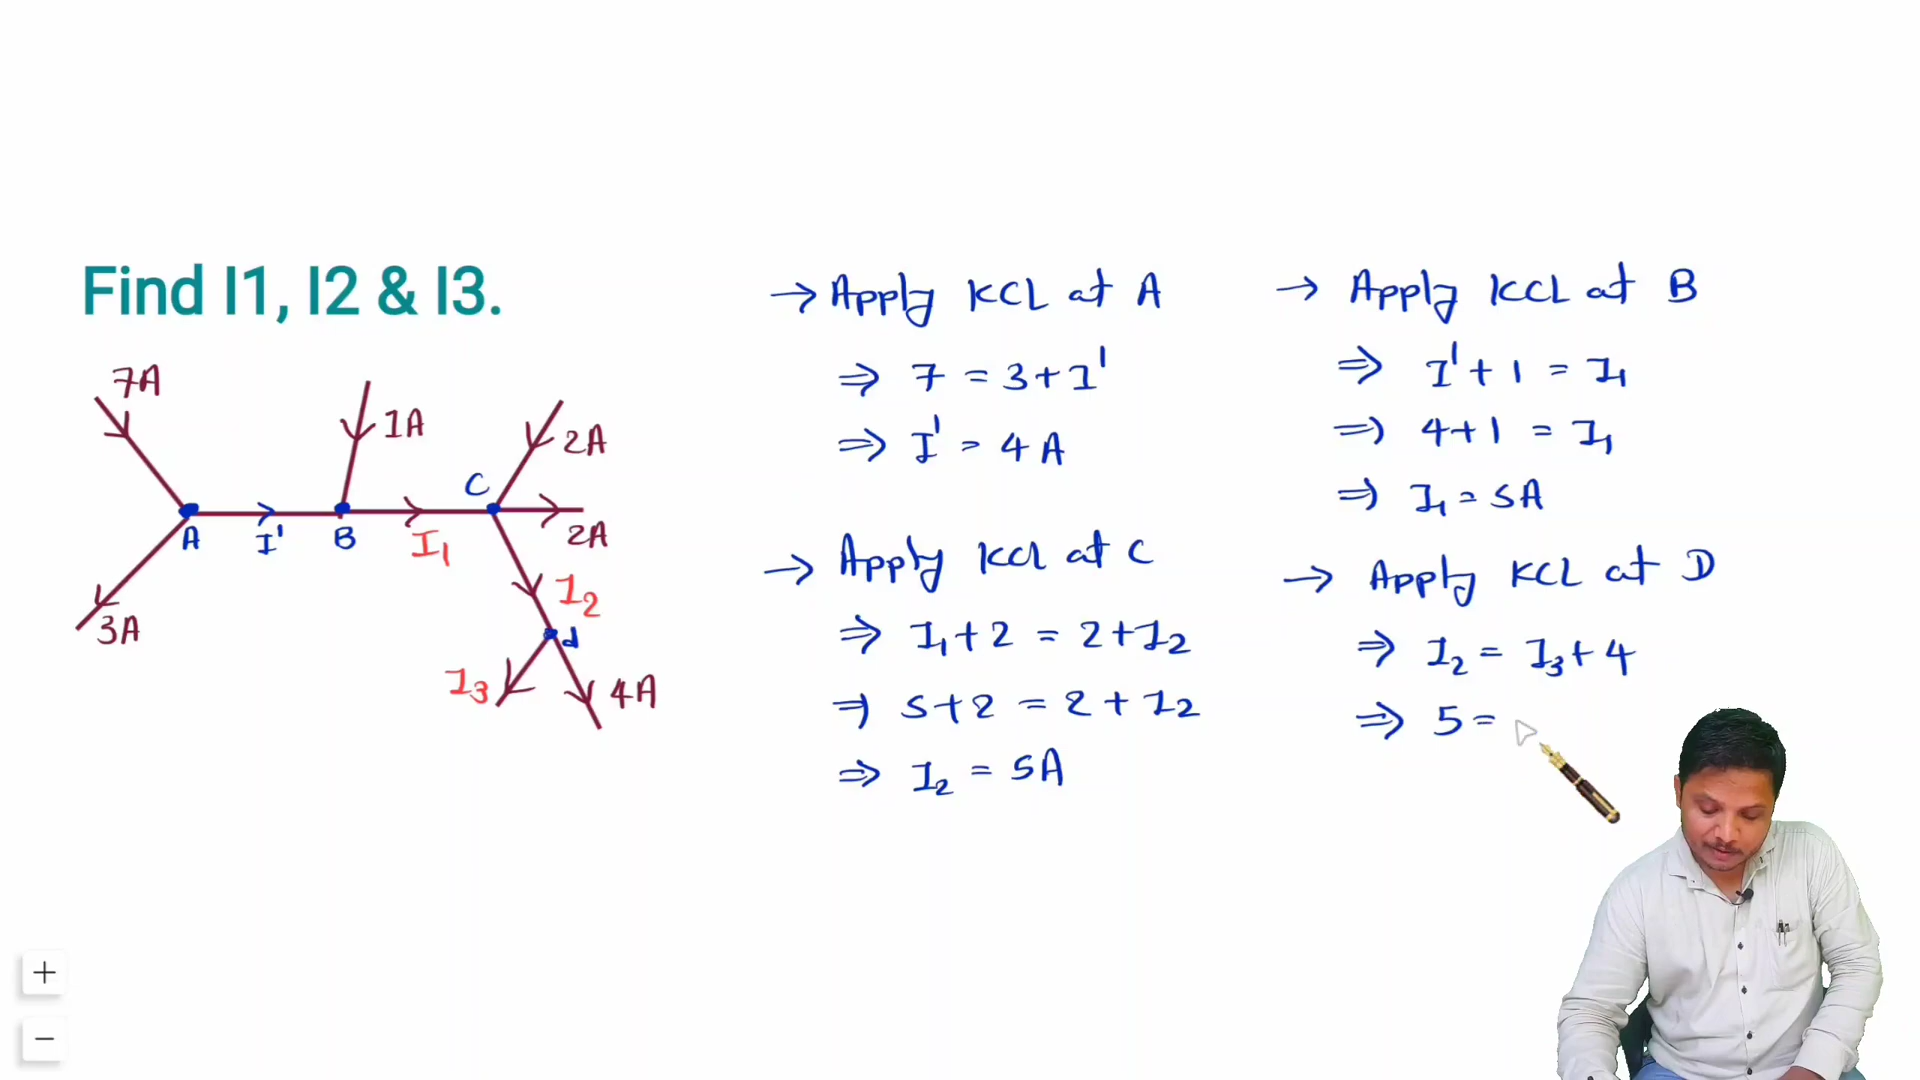 Find I1, I2 & I3.
7A
1A
2A
C
A
I'
B
I₁
2A
3A
I₂
d
I₃
4A
→ Apply KCL at A
⇒ 7 = 3+I'
⇒ I' = 4A
→ Apply KCL at C
⇒ I₁+2 = 2+I₂
⇒ 5+2 = 2+I₂
⇒ I₂ = 5A
→ Apply KCL at B
⇒ I'+1 = I₁
⇒ 4+1 = I₁
⇒ I₁ = 5A
→ Apply KCL at D
⇒ I₂ = I₃+4
⇒ 5 =
+
−